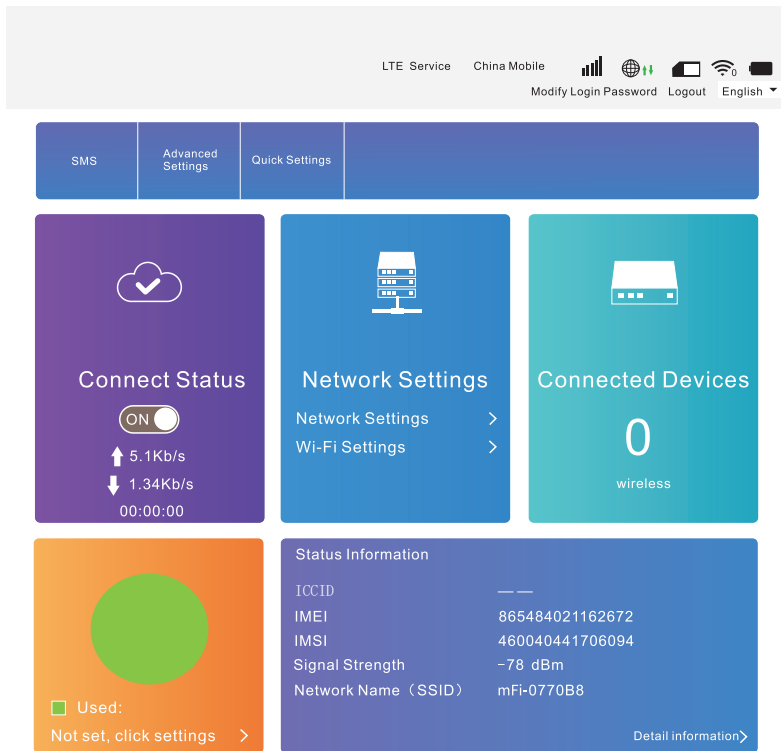 LTE Service China Mobile
0
Modify Login Password Logout English
SMS
Advanced
Settings
Quick Settings
Connect Status
ON
5.1Kb/s
1.34Kb/s
00:00:00
Network Settings
Network Settings >
Wi-Fi Settings >
Connected Devices
0
wireless
Used:
Not set, click settings >
Status Information
ICCID — —
IMEI 865484021162672
IMSI 460040441706094
Signal Strength -78 dBm
Network Name（SSID） mFi-0770B8
Detail information>